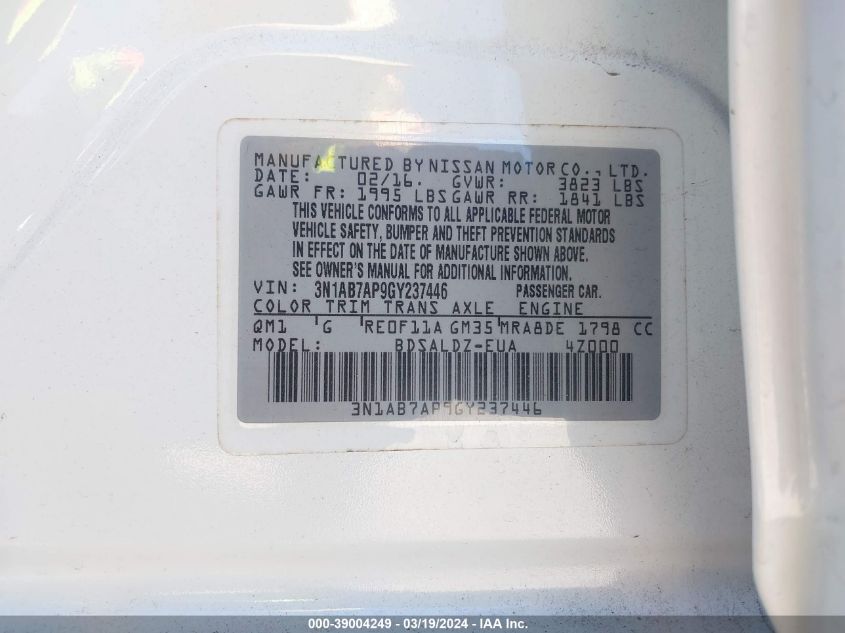 MANUFACTURED BY NISSAN MOTOR CO., LTD.
DATE: 02/16. GVWR: 3823 LBS
GAWR FR: 1995 LBS GAWR RR: 1841 LBS
THIS VEHICLE CONFORMS TO ALL APPLICABLE FEDERAL MOTOR
VEHICLE SAFETY, BUMPER AND THEFT PREVENTION STANDARDS
IN EFFECT ON THE DATE OF MANUFACTURE SHOWN ABOVE.
SEE OWNER'S MANUAL FOR ADDITIONAL INFORMATION.
VIN: 3N1AB7AP9GY237446 PASSENGER CAR.
COLOR TRIM TRANS AXLE ENGINE
QM1 G RE0F11A GM35 MRA8DE 1798 CC
MODEL: BDSALDZ-EUA 4Z000
3N1AB7AP9GY237446
000-39004249 - 03/19/2024 - IAAI.COM